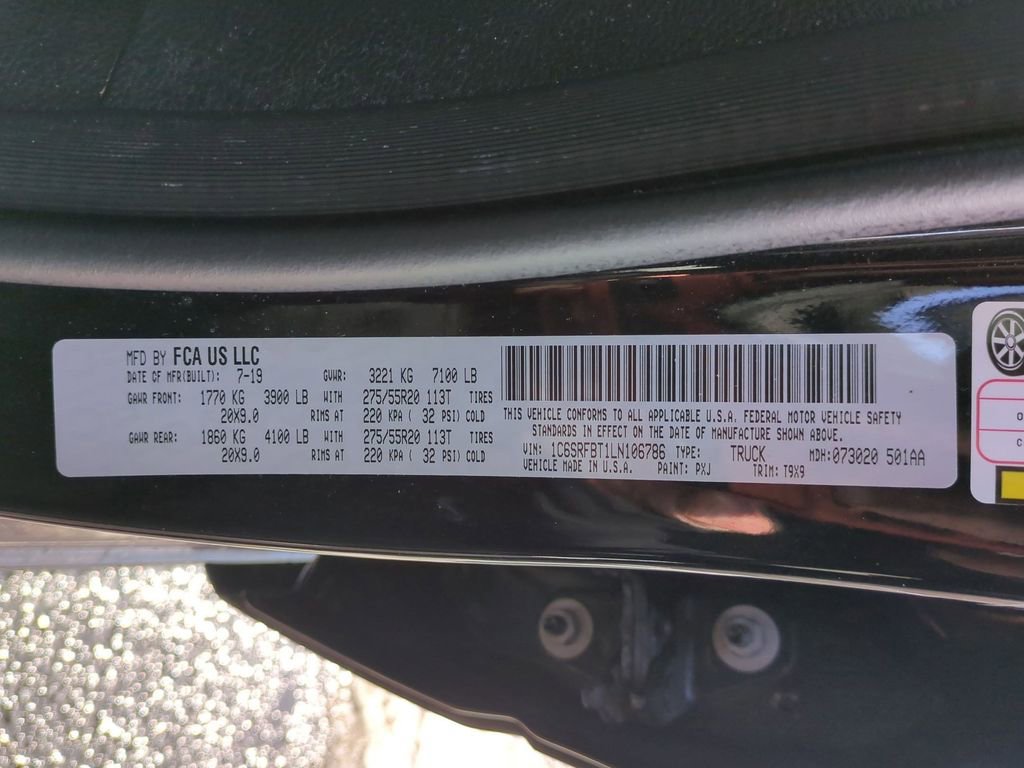 MFD BY FCA US LLC
DATE OF MFR(BUILT): 7-19 GVWR: 3221 KG 7100 LB
GAWR FRONT: 1770 KG 3900 LB WITH 275/55R20 113T TIRES
20X9.0 RIMS AT 220 KPA ( 32 PSI) COLD
GAWR REAR: 1860 KG 4100 LB WITH 275/55R20 113T TIRES
20X9.0 RIMS AT 220 KPA ( 32 PSI) COLD
THIS VEHICLE CONFORMS TO ALL APPLICABLE U.S.A. FEDERAL MOTOR VEHICLE SAFETY
STANDARDS IN EFFECT ON THE DATE OF MANUFACTURE SHOWN ABOVE.
VIN: 1C6SRFBT1LN106786 TYPE: TRUCK MDH:073020 501AA
VEHICLE MADE IN U.S.A. PAINT: PXJ TRIM: T9X9